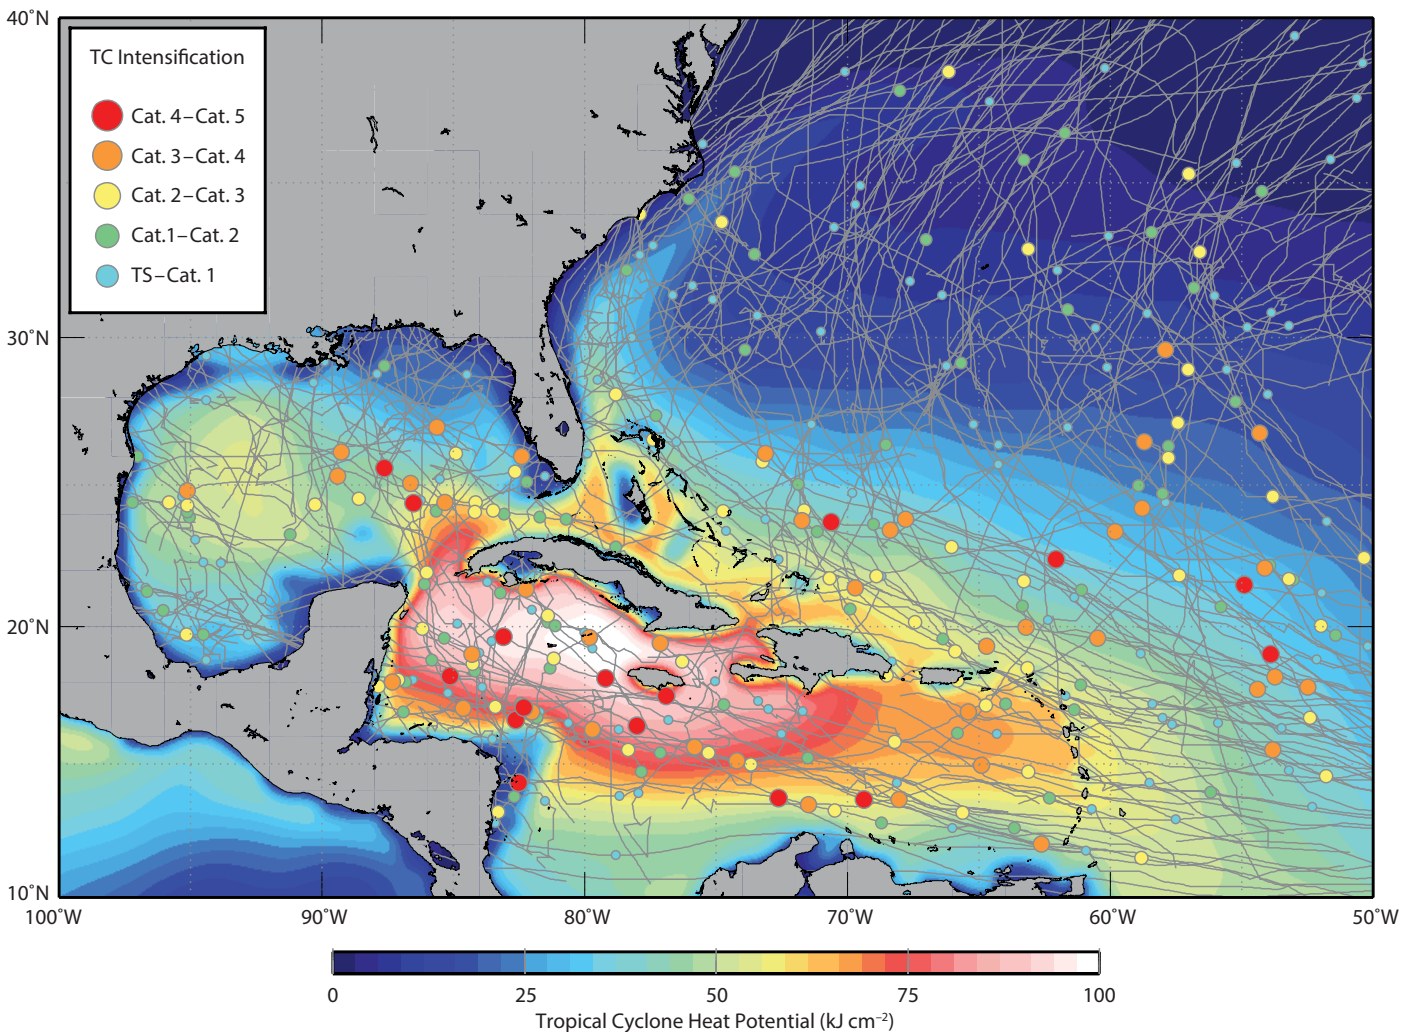 40˚N
TC Intensification
Cat. 4–Cat. 5
Cat. 3–Cat. 4
Cat. 2–Cat. 3
Cat.1–Cat. 2
TS–Cat. 1
30˚N
20˚N
10˚N
100˚W 90˚W 80˚W 70˚W 60˚W 50˚W
0 25 50 75 100
Tropical Cyclone Heat Potential (kJ cm⁻²)